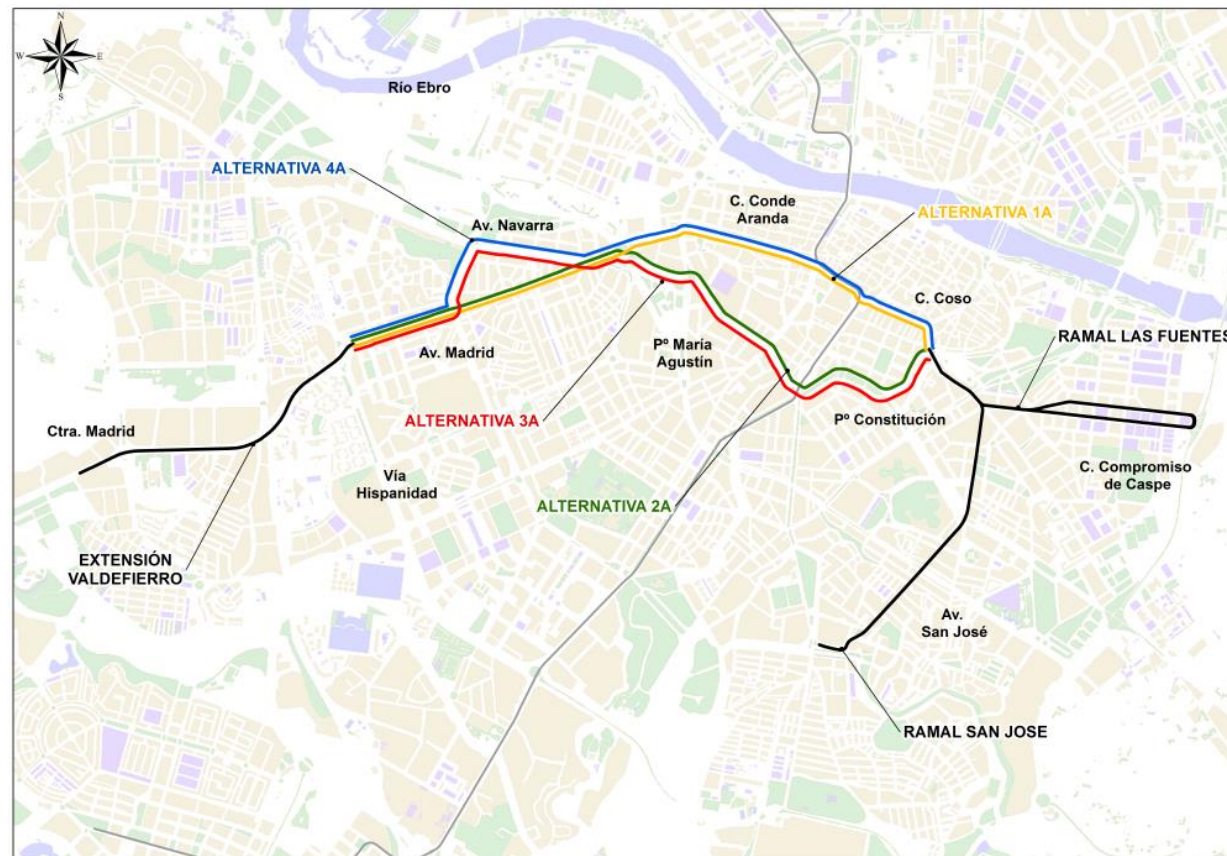 N
W
E
S
Río Ebro
ALTERNATIVA 4A
Av. Navarra
C. Conde
Aranda
ALTERNATIVA 1A
C. Coso
RAMAL LAS FUENTES
Av. Madrid
Pº María
Agustín
ALTERNATIVA 3A
Pº Constitución
Ctra. Madrid
Vía
Hispanidad
C. Compromiso
de Caspe
ALTERNATIVA 2A
EXTENSIÓN
VALDEFIERRO
Av.
San José
RAMAL SAN JOSE